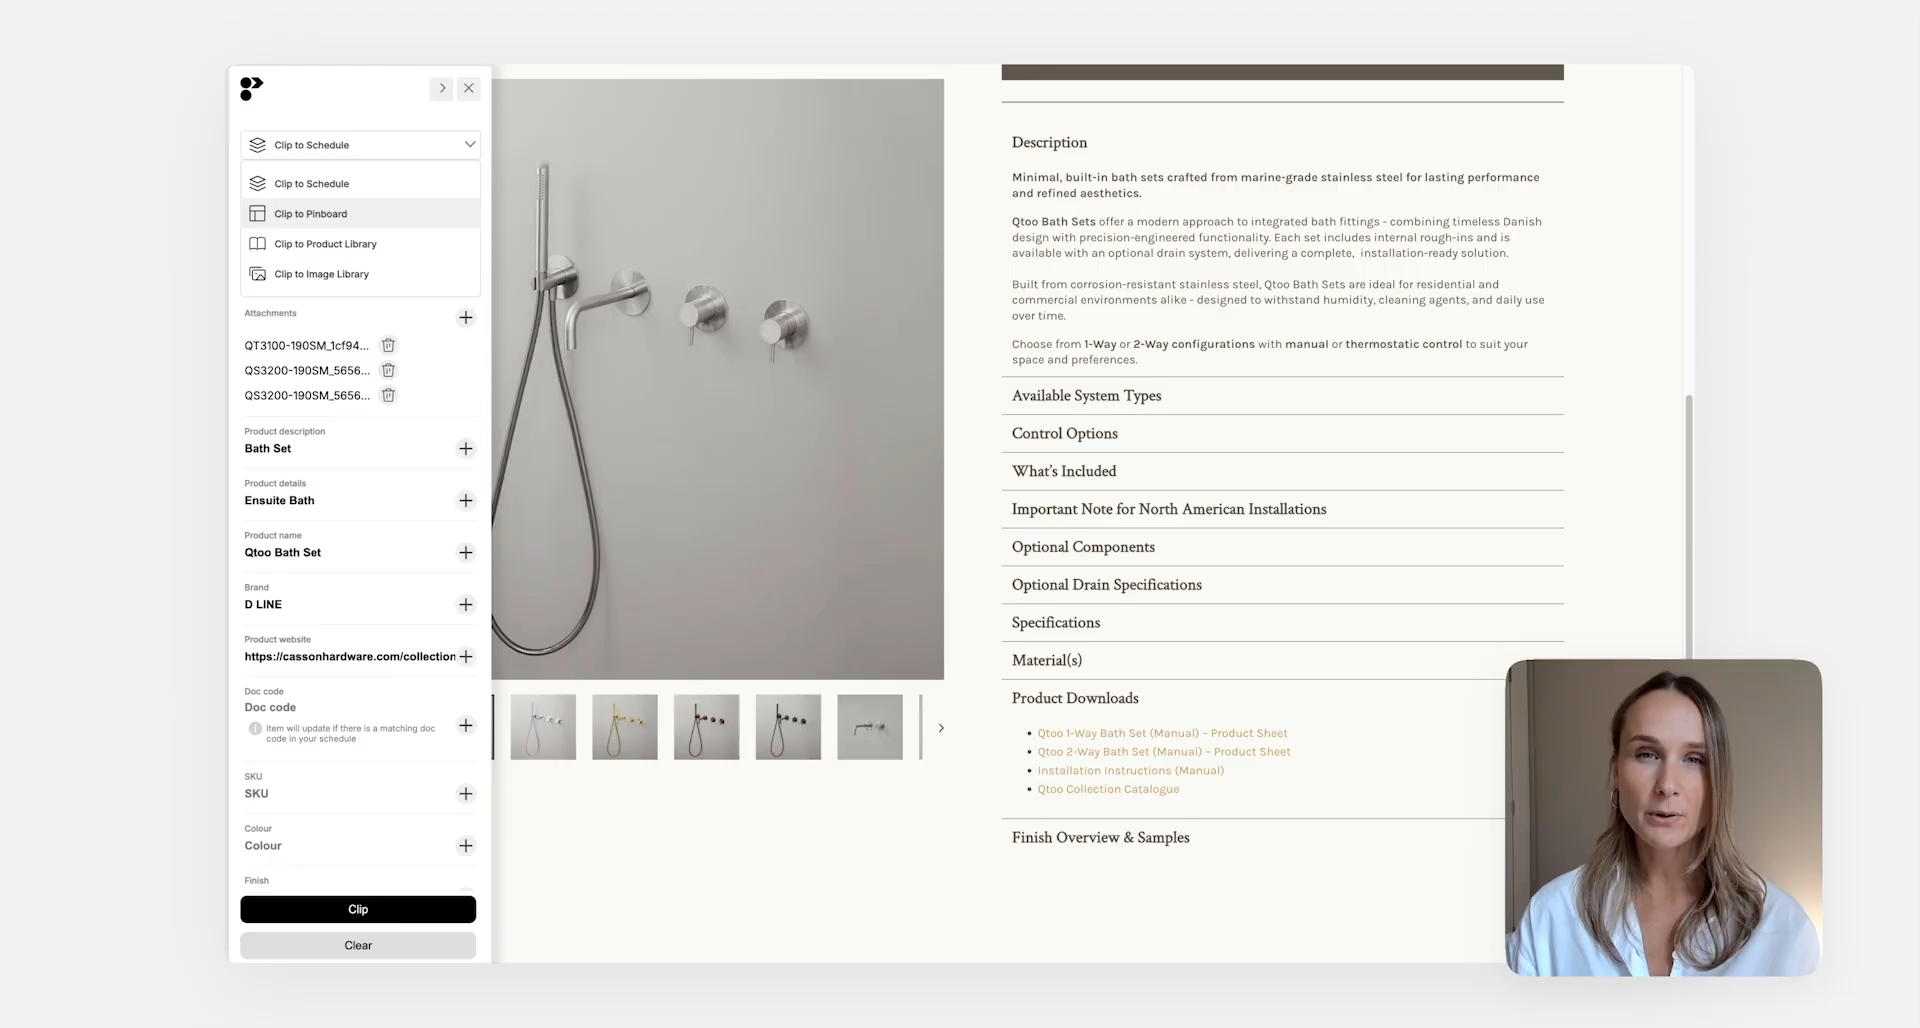 Clip to Schedule
Clip to Schedule
Clip to Pinboard
Clip to Product Library
Clip to Image Library
Attachments
QT3100-190SM_1cf94...
QS3200-190SM_5656...
QS3200-190SM_5656...
Product description
Bath Set
Product details
Ensuite Bath
Product name
Qtoo Bath Set
Brand
D LINE
Product website
https://cassonhardware.com/collection
Doc code
Doc code
Item will update if there is a matching doc
code in your schedule
SKU
SKU
Colour
Colour
Finish
Clip
Clear
Description
Minimal, built-in bath sets crafted from marine-grade stainless steel for lasting performance
and refined aesthetics.
Qtoo Bath Sets offer a modern approach to integrated bath fittings - combining timeless Danish
design with precision-engineered functionality. Each set includes internal rough-ins and is
available with an optional drain system, delivering a complete, installation-ready solution.
Built from corrosion-resistant stainless steel, Qtoo Bath Sets are ideal for residential and
commercial environments alike - designed to withstand humidity, cleaning agents, and daily use
over time.
Choose from 1-Way or 2-Way configurations with manual or thermostatic control to suit your
space and preferences.
Available System Types
Control Options
What's Included
Important Note for North American Installations
Optional Components
Optional Drain Specifications
Specifications
Material(s)
Product Downloads
• Qtoo 1-Way Bath Set (Manual) – Product Sheet
• Qtoo 2-Way Bath Set (Manual) – Product Sheet
• Installation Instructions (Manual)
• Qtoo Collection Catalogue
Finish Overview & Samples